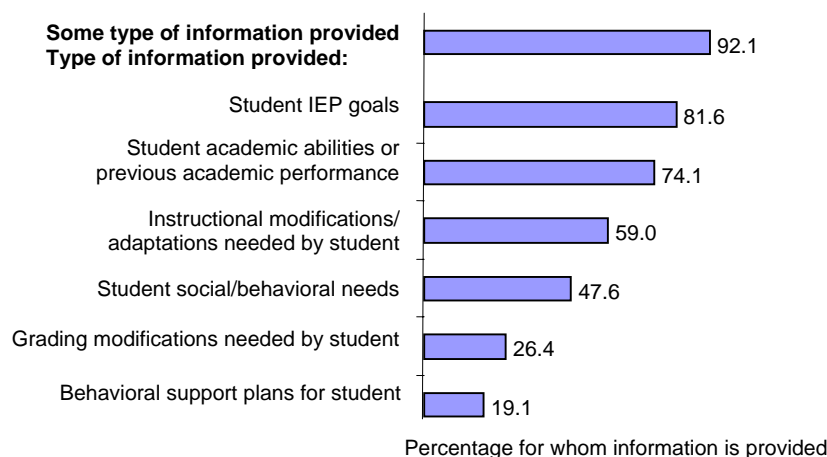 Some type of information provided
Type of information provided:
92.1
Student IEP goals
81.6
Student academic abilities or
previous academic performance
74.1
Instructional modifications/
adaptations needed by student
59.0
Student social/behavioral needs
47.6
Grading modifications needed by student
26.4
Behavioral support plans for student
19.1
Percentage for whom information is provided